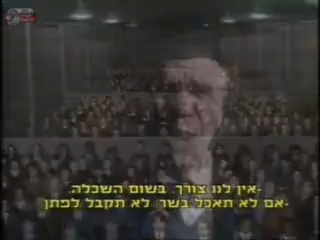 -אין לנו צורך, בשום השכלה.
-אם לא תאכל בשר, לא תקבל לפתן